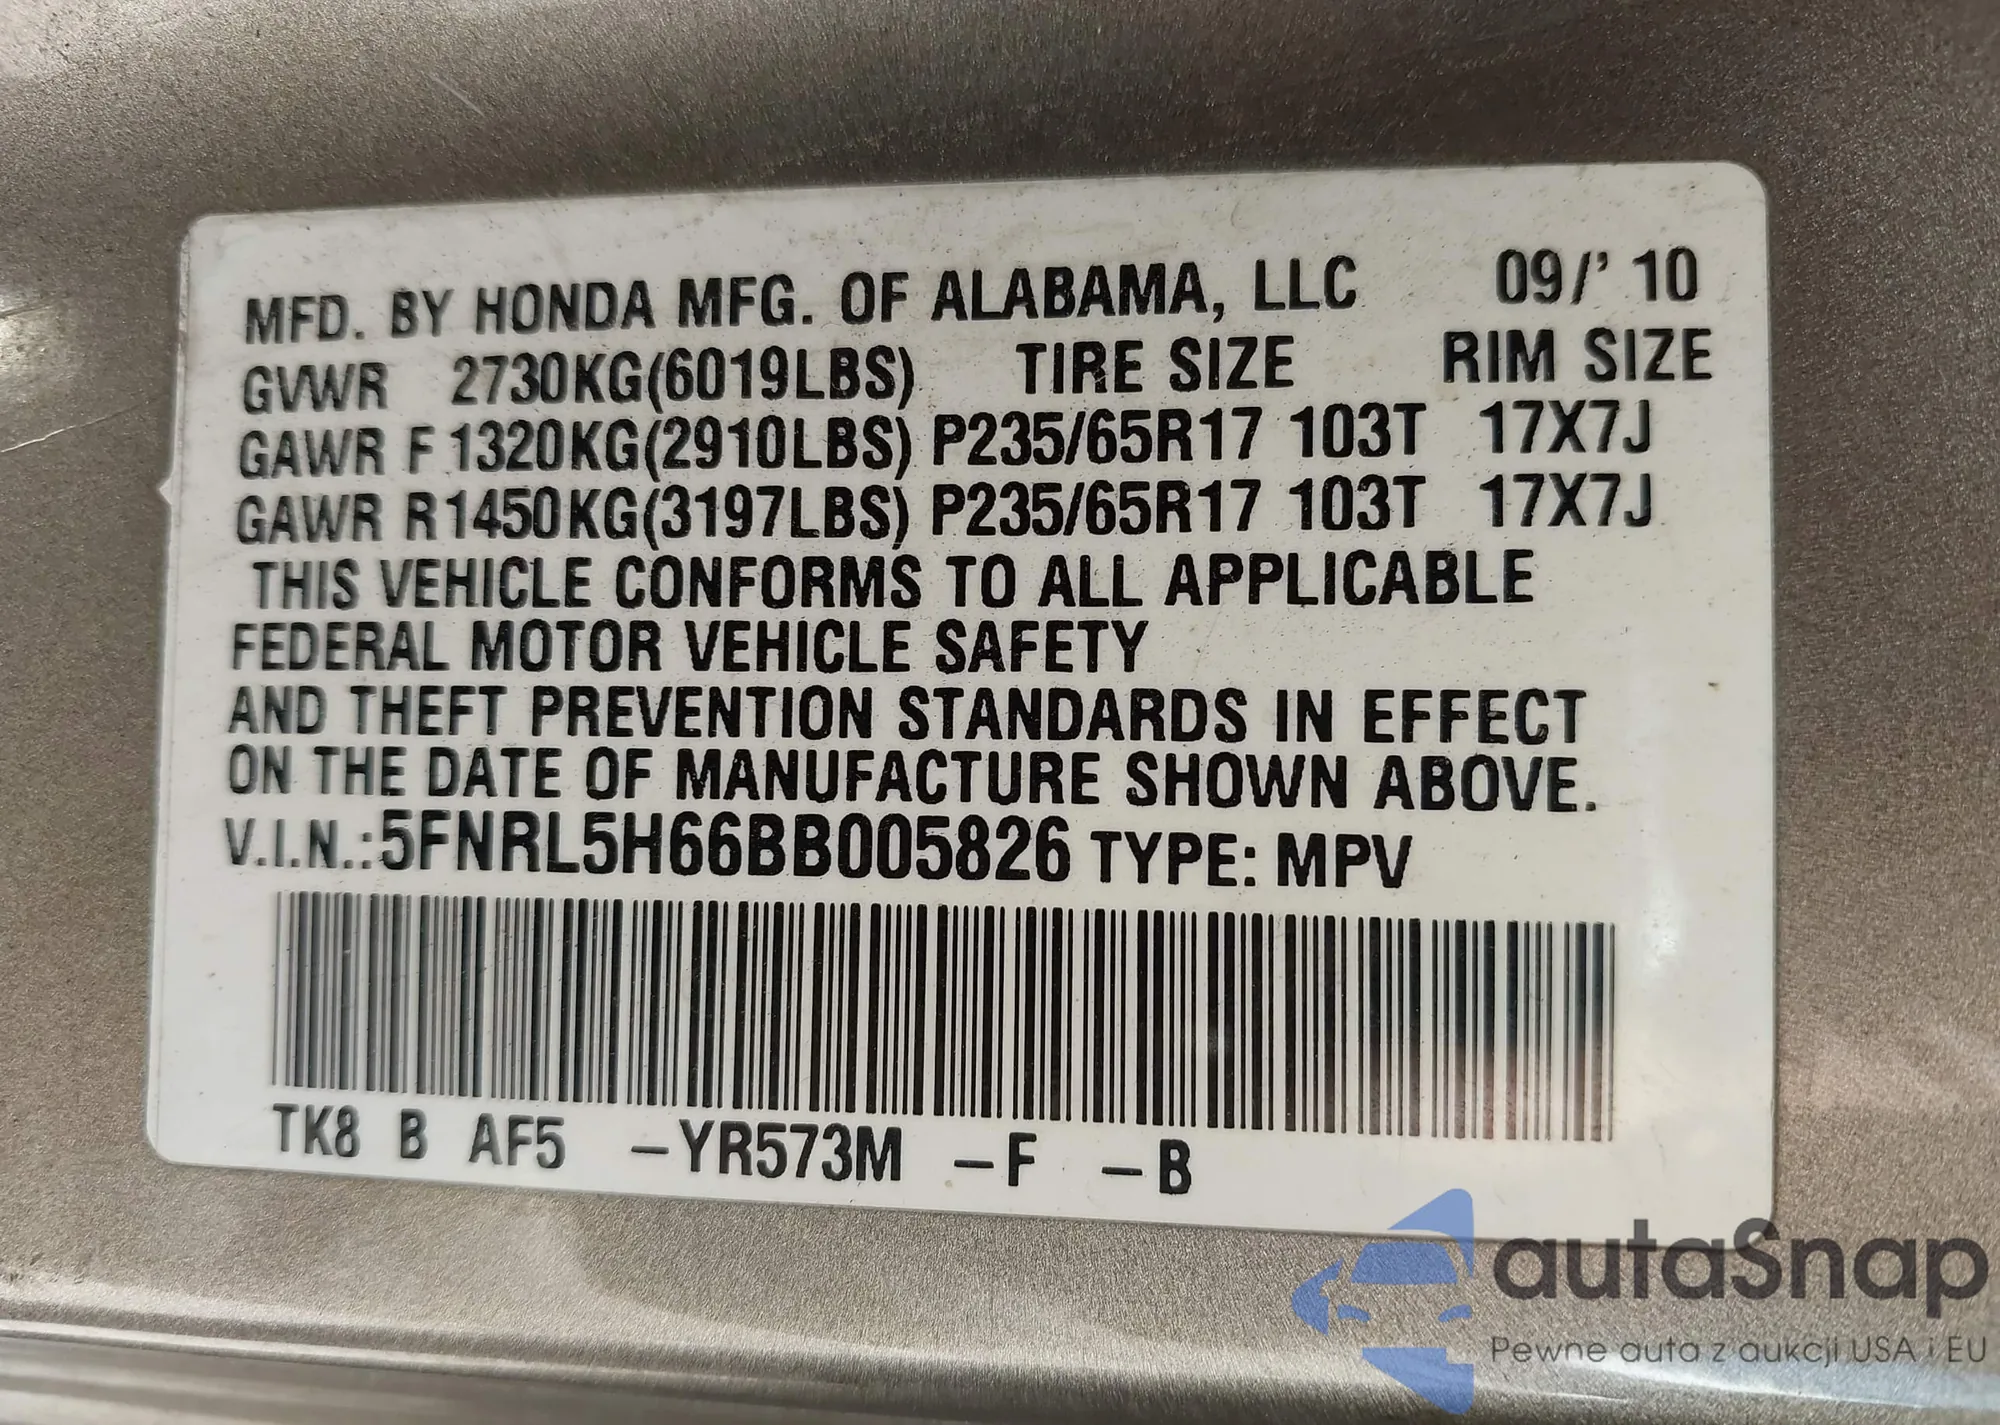 MFD. BY HONDA MFG. OF ALABAMA, LLC 09/'10
GVWR 2730KG(6019LBS) TIRE SIZE RIM SIZE
GAWR F 1320KG(2910LBS) P235/65R17 103T 17X7J
GAWR R1450KG(3197LBS) P235/65R17 103T 17X7J
THIS VEHICLE CONFORMS TO ALL APPLICABLE
FEDERAL MOTOR VEHICLE SAFETY
AND THEFT PREVENTION STANDARDS IN EFFECT
ON THE DATE OF MANUFACTURE SHOWN ABOVE.
V.I.N.:5FNRL5H66BB005826 TYPE: MPV
TK8 B AF5 –YR573M –F –B
autaSnap
Pewne auta z aukcji USA i EU